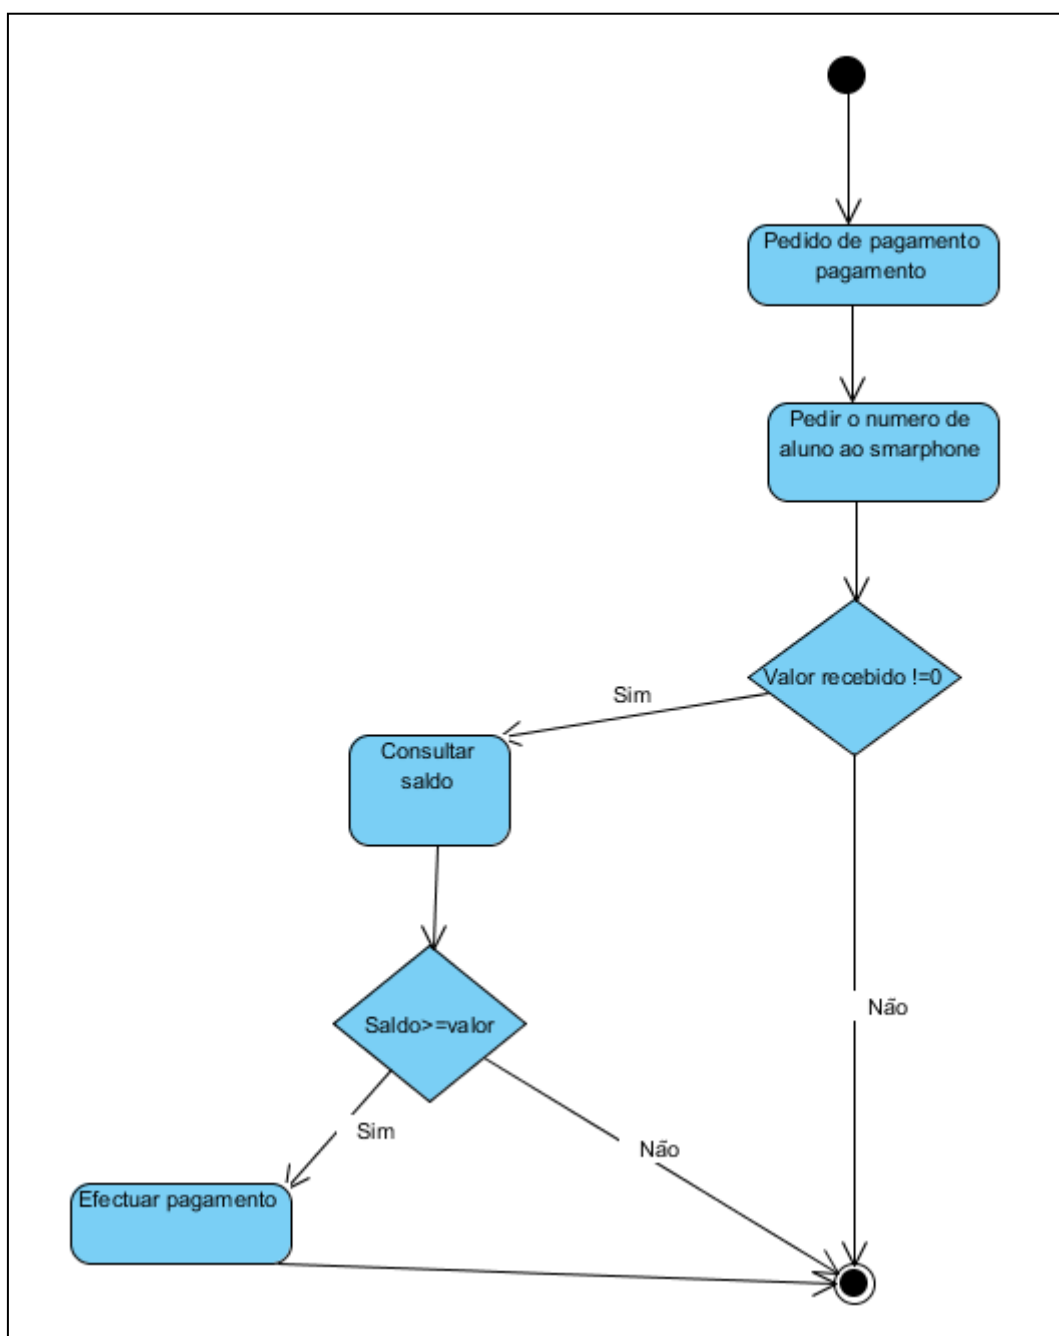 Pedido de pagamento
pagamento
Pedir o numero de
aluno ao smarphone
Valor recebido !=0
Sim
Consultar
saldo
Não
Saldo>=valor
Sim
Não
Efectuar pagamento